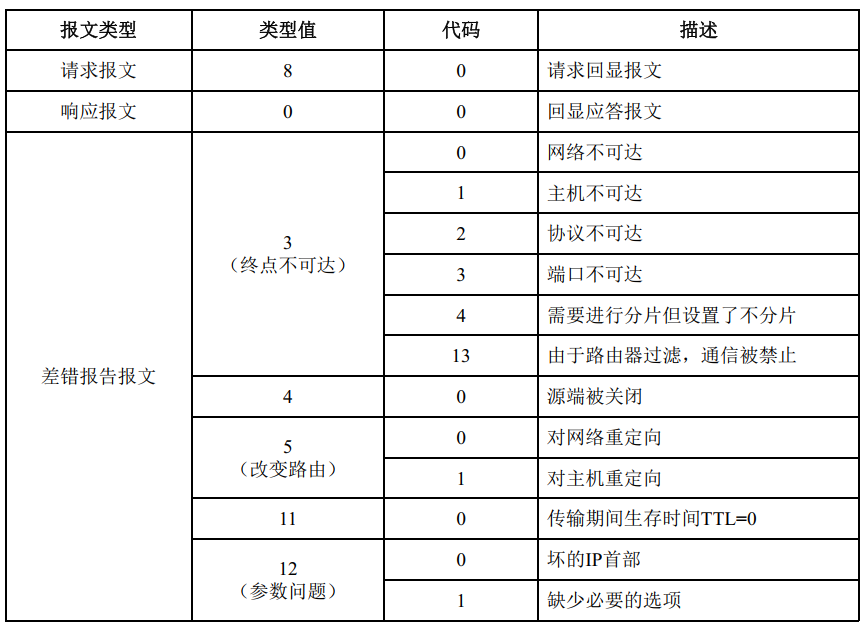 报文类型 类型值 代码 描述
请求报文 8 0 请求回显报文
响应报文 0 0 回显应答报文
差错报告报文
3
（终点不可达）
0 网络不可达
1 主机不可达
2 协议不可达
3 端口不可达
4 需要进行分片但设置了不分片
13 由于路由器过滤，通信被禁止
4 0 源端被关闭
5
（改变路由）
0 对网络重定向
1 对主机重定向
11 0 传输期间生存时间TTL=0
12
（参数问题）
0 坏的IP首部
1 缺少必要的选项